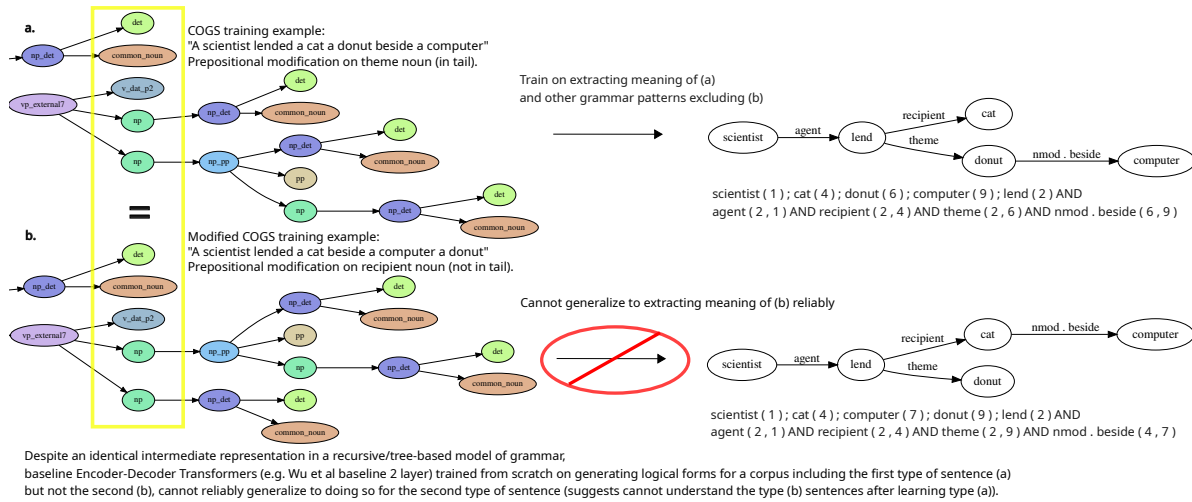 a.
COGS training example:
"A scientist lended a cat a donut beside a computer"
Prepositional modification on theme noun (in tail).
det
np_det
common_noun
vp_external7
v_dat_p2
np
np_det
det
common_noun
np
np_pp
np_det
det
common_noun
pp
np
np_det
det
common_noun
Train on extracting meaning of (a)
and other grammar patterns excluding (b)
scientist
agent
lend
recipient
cat
theme
donut
nmod . beside
computer
scientist ( 1 ) ; cat ( 4 ) ; donut ( 6 ) ; computer ( 9 ) ; lend ( 2 ) AND
agent ( 2 , 1 ) AND recipient ( 2 , 4 ) AND theme ( 2 , 6 ) AND nmod . beside ( 6 , 9 )
=
b.
Modified COGS training example:
"A scientist lended a cat beside a computer a donut"
Prepositional modification on recipient noun (not in tail).
det
np_det
common_noun
vp_external7
v_dat_p2
np
np_pp
np_det
det
common_noun
pp
np
np_det
det
common_noun
np
np_det
det
common_noun
Cannot generalize to extracting meaning of (b) reliably
scientist
agent
lend
recipient
cat
nmod . beside
computer
theme
donut
scientist ( 1 ) ; cat ( 4 ) ; computer ( 7 ) ; donut ( 9 ) ; lend ( 2 ) AND
agent ( 2 , 1 ) AND recipient ( 2 , 4 ) AND theme ( 2 , 9 ) AND nmod . beside ( 4 , 7 )
Despite an identical intermediate representation in a recursive/tree-based model of grammar,
baseline Encoder-Decoder Transformers (e.g. Wu et al baseline 2 layer) trained from scratch on generating logical forms for a corpus including the first type of sentence (a)
but not the second (b), cannot reliably generalize to doing so for the second type of sentence (suggests cannot understand the type (b) sentences after learning type (a)).